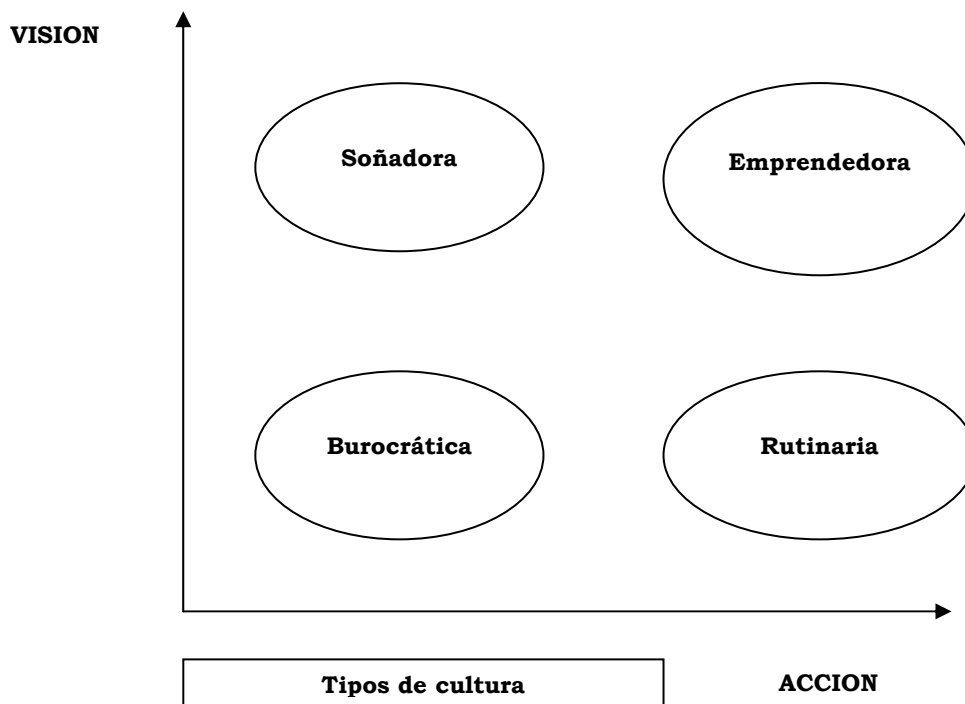 VISION
Soñadora
Emprendedora
Burocrática
Rutinaria
Tipos de cultura
ACCION